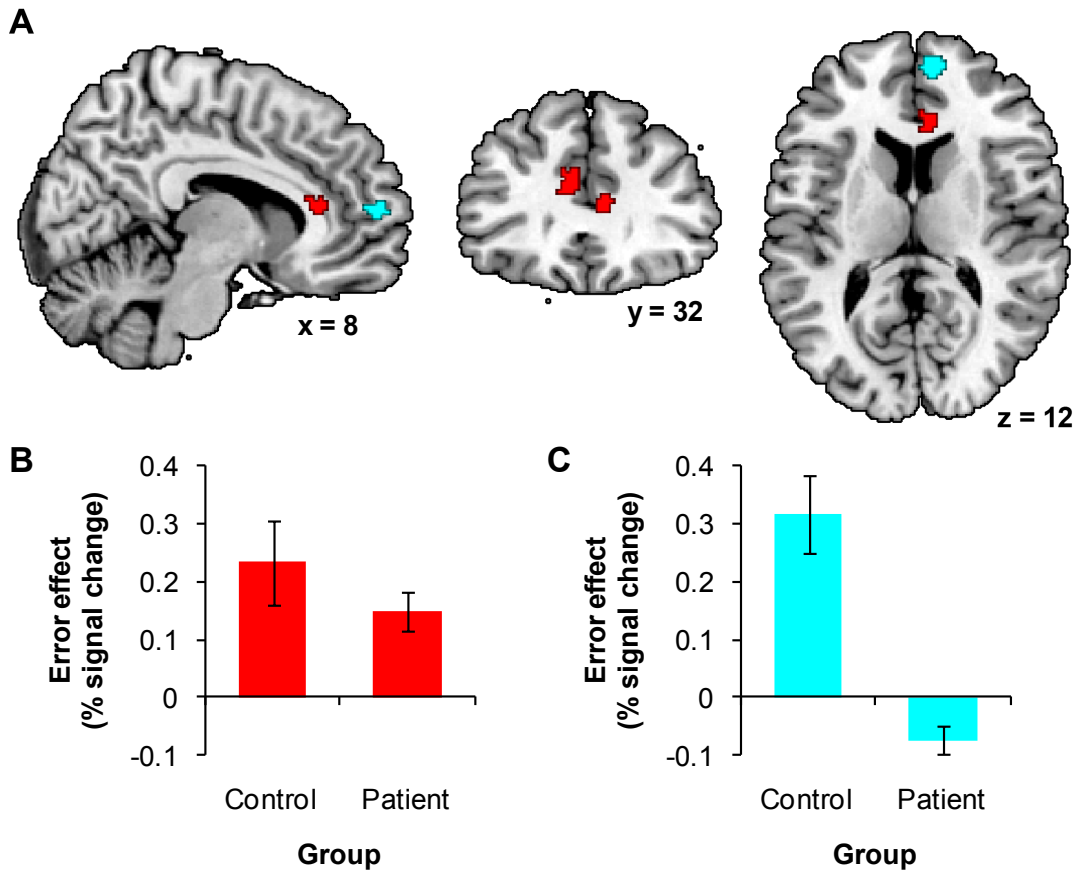 A
x = 8
y = 32
z = 12
B
Error effect
(% signal change)
0.4
0.3
0.2
0.1
0
-0.1
Control
Patient
Group
C
Error effect
(% signal change)
0.4
0.3
0.2
0.1
0
-0.1
Control
Patient
Group